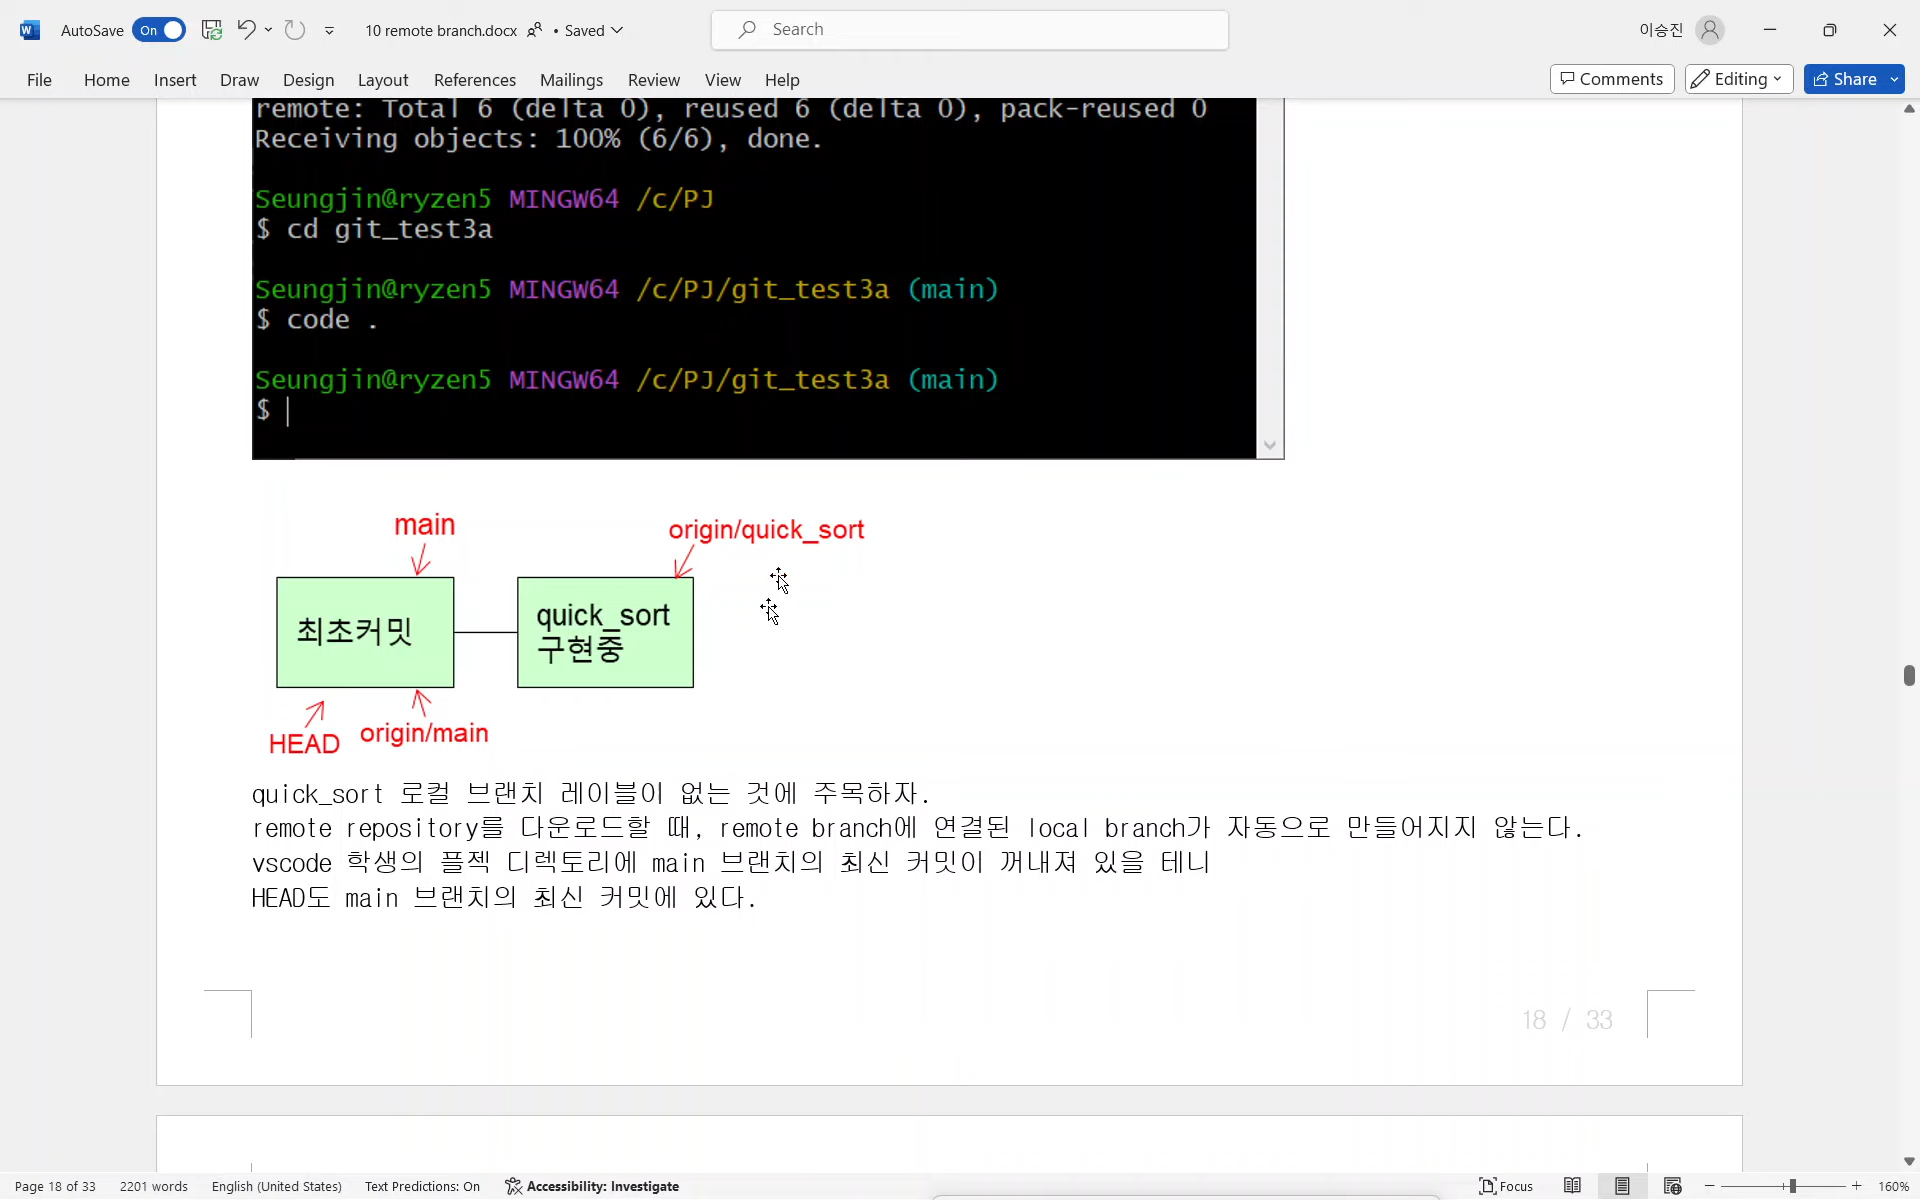 AutoSave On 10 remote branch.docx • Saved Search 이승진
File Home Insert Draw Design Layout References Mailings Review View Help Comments Editing Share
remote: Total 6 (delta 0), reused 6 (delta 0), pack-reused 0
Receiving objects: 100% (6/6), done.
Seungjin@ryzen5 MINGW64 /c/PJ
$ cd git_test3a
Seungjin@ryzen5 MINGW64 /c/PJ/git_test3a (main)
$ code .
Seungjin@ryzen5 MINGW64 /c/PJ/git_test3a (main)
$
main
origin/quick_sort
최초커밋
quick_sort
구현중
HEAD
origin/main
quick_sort 로컬 브랜치 레이블이 없는 것에 주목하자.
remote repository를 다운로드할 때, remote branch에 연결된 local branch가 자동으로 만들어지지 않는다.
vscode 학생의 플젝 디렉토리에 main 브랜치의 최신 커밋이 꺼내져 있을 테니
HEAD도 main 브랜치의 최신 커밋에 있다.
18 / 33
Page 18 of 33 2201 words English (United States) Text Predictions: On Accessibility: Investigate Focus 160%